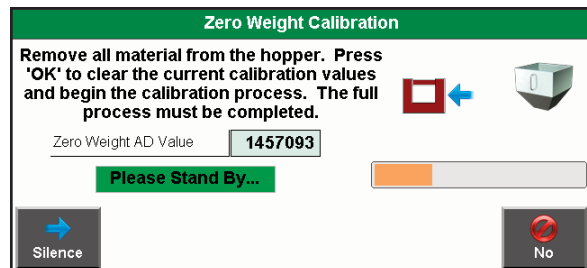 Zero Weight Calibration
Remove all material from the hopper. Press
'OK' to clear the current calibration values
and begin the calibration process. The full
process must be completed.
Zero Weight AD Value 1457093
Please Stand By...
Silence
No